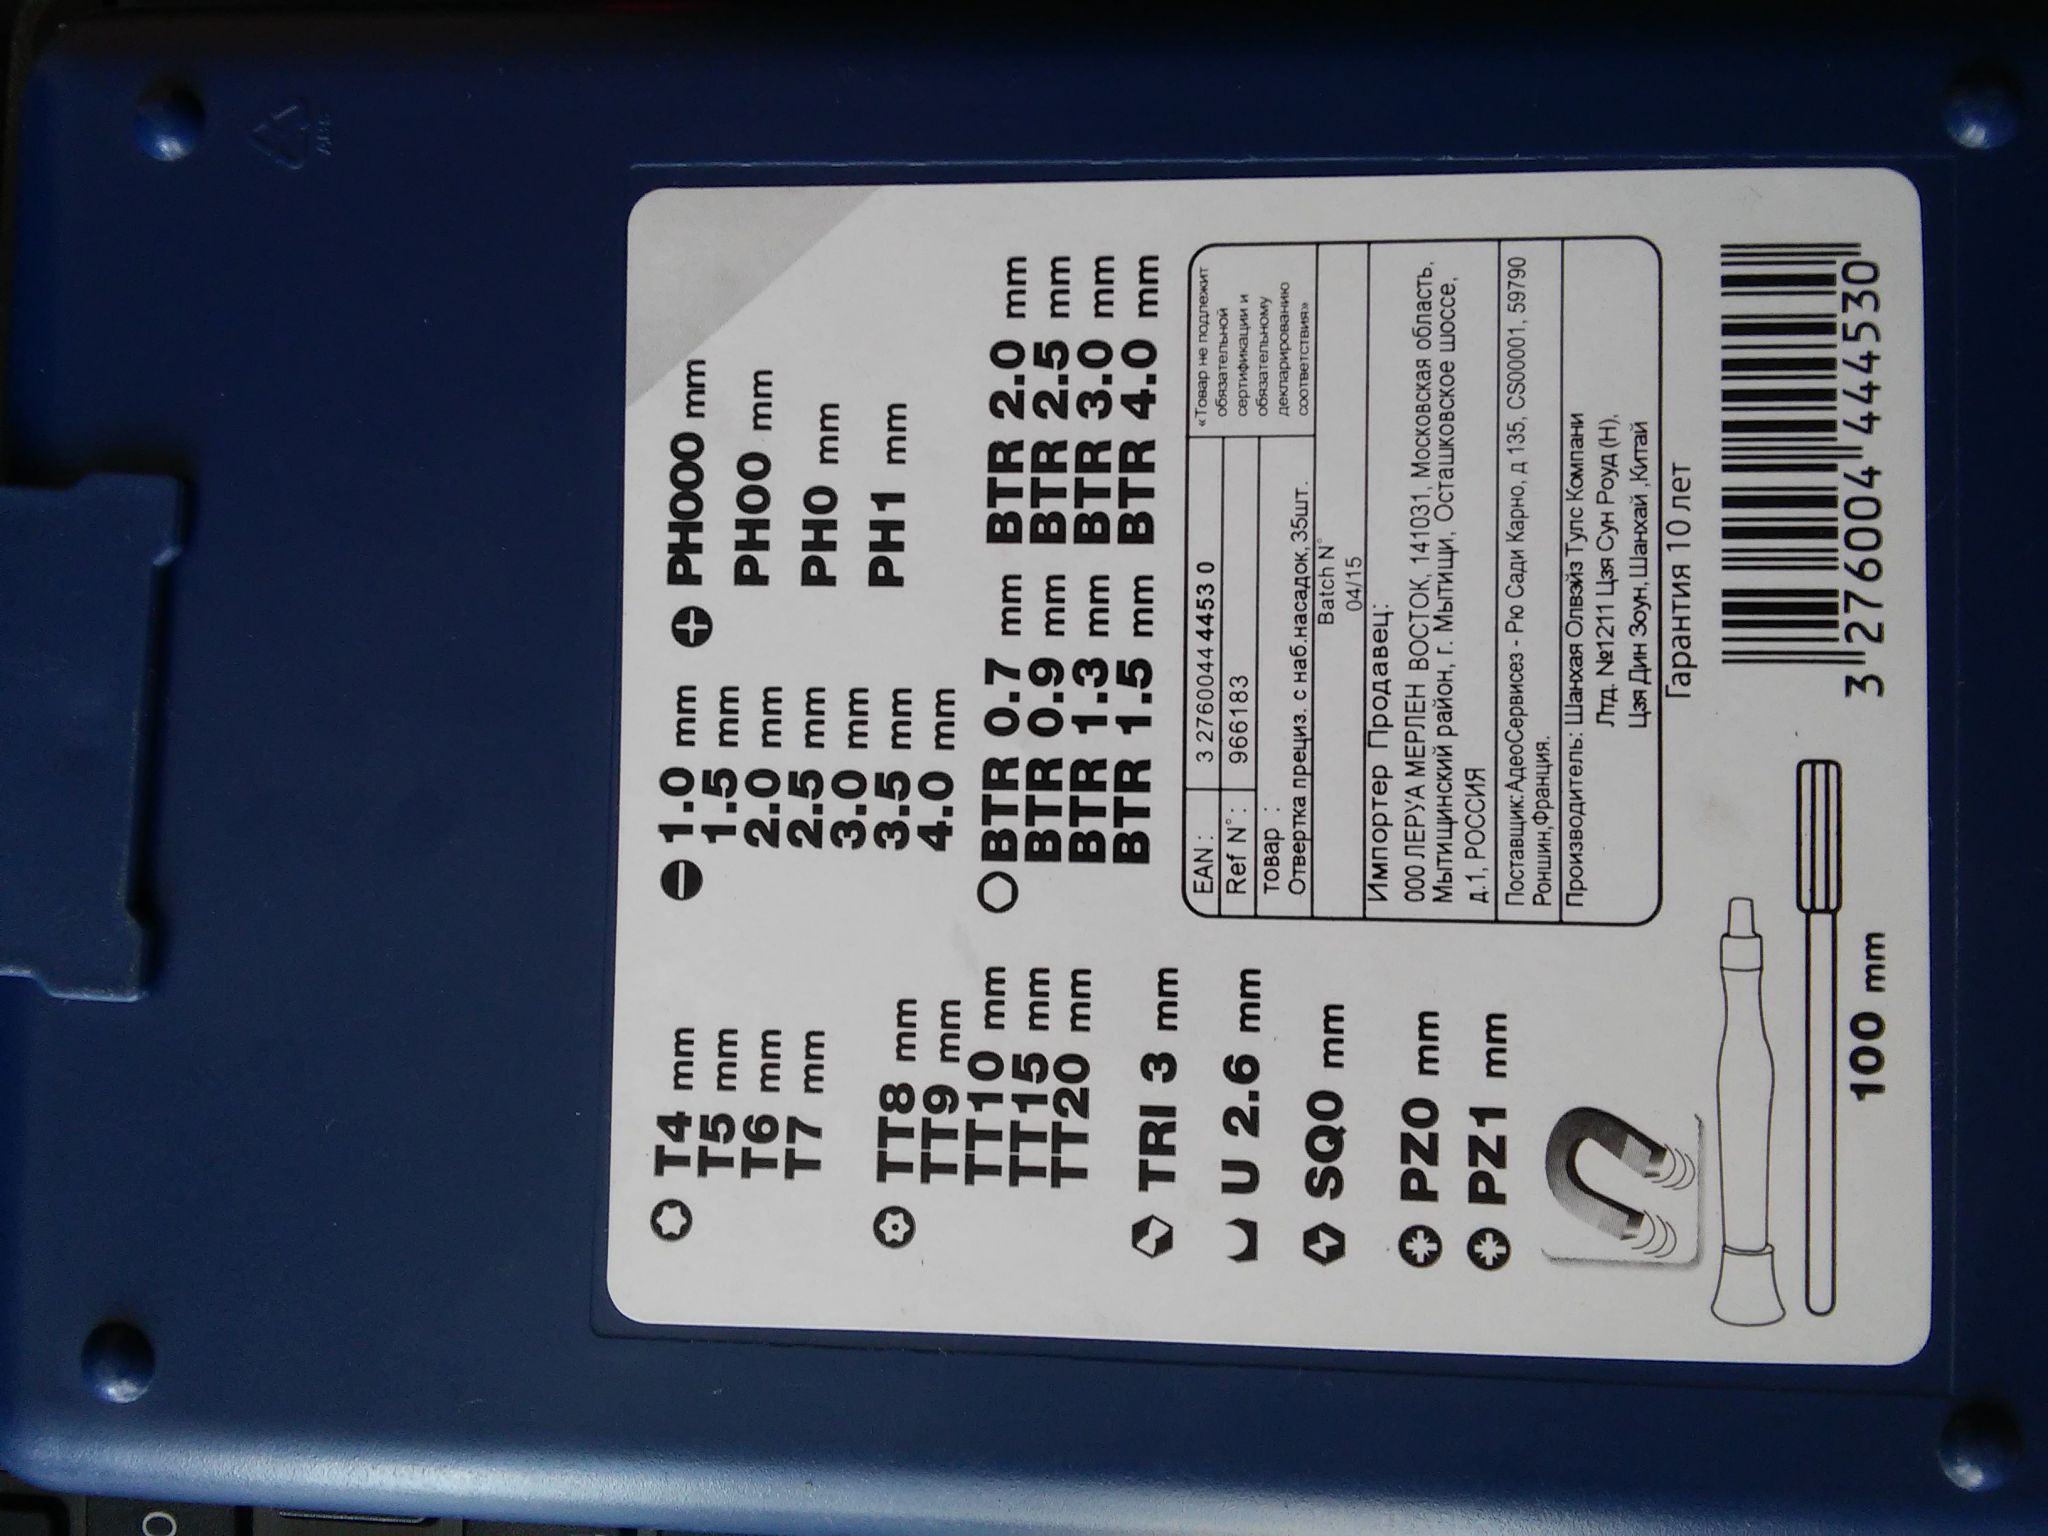 T4 mm
T5 mm
T6 mm
T7 mm
TT8 mm
TT9 mm
TT10 mm
TT15 mm
TT20 mm
TRI 3 mm
U 2.6 mm
SQ0 mm
PZ0 mm
PZ1 mm
1.0 mm
1.5 mm
2.0 mm
2.5 mm
3.0 mm
3.5 mm
4.0 mm
PH000 mm
PH00 mm
PH0 mm
PH1 mm
BTR 0.7 mm BTR 2.0 mm
BTR 0.9 mm BTR 2.5 mm
BTR 1.3 mm BTR 3.0 mm
BTR 1.5 mm BTR 4.0 mm
EAN : 3 276004 4 4453 0
Ref N° : 966183
«Товар не подлежит
обязательной
сертификации и
обязательному
декларированию
соответствия»
товар :
Отвертка прециз. с наб.насадок, 35шт.
Batch N°
04/15
Импортер Продавец:
ООО ЛЕРУА МЕРЛЕН ВОСТОК, 141031, Московская область,
Мытищинский район, г. Мытищи, Осташковское шоссе,
д.1, РОССИЯ
Поставщик:АдеоСервисез - Рю Сади Карно, д 135, CS00001, 59790
Роншин,Франция.
Производитель: Шанхая Олвэйз Тулс Компани
Лтд. №1211 Цзя Сун Роуд (Н),
Цзя Дин Зоун, Шанхай ,Китай
Гарантия 10 лет
100 mm
3 276004 444530
ABS
O